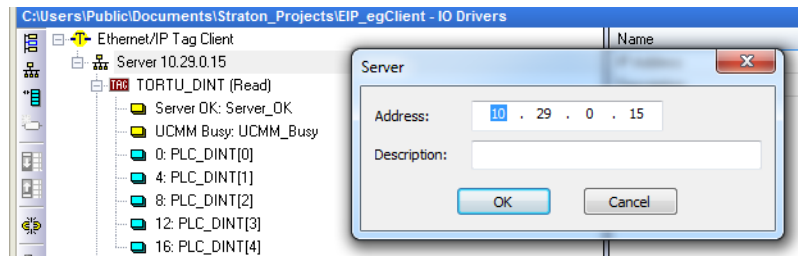 C:\Users\Public\Documents\Straton_Projects\EIP_egClient - IO Drivers
Ethernet/IP Tag Client
Server 10.29.0.15
TAG TORTU_DINT (Read)
Server OK: Server_OK
UCMM Busy: UCMM_Busy
0: PLC_DINT[0]
4: PLC_DINT[1]
8: PLC_DINT[2]
12: PLC_DINT[3]
16: PLC_DINT[4]
Name
Server
Address: 10 . 29 . 0 . 15
Description:
OK Cancel